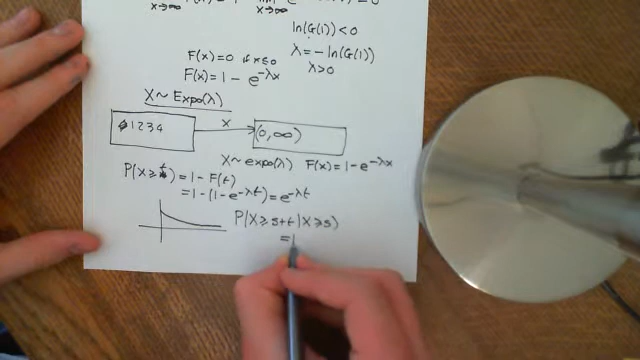 ln(G(1)) < 0
λ = - ln(G(1))
λ > 0
F(x) = 0 if x ≤ 0
F(x) = 1 - e^{-λx}
X ~ Expo(λ)
1234
X
(0, ∞)
X ~ expo(λ) F(x) = 1 - e^{-λx}
P(X ≥ t) = 1 - F(t)
= 1 - (1 - e^{-λt}) = e^{-λt}
P(X ≥ s+t | X ≥ s)
=